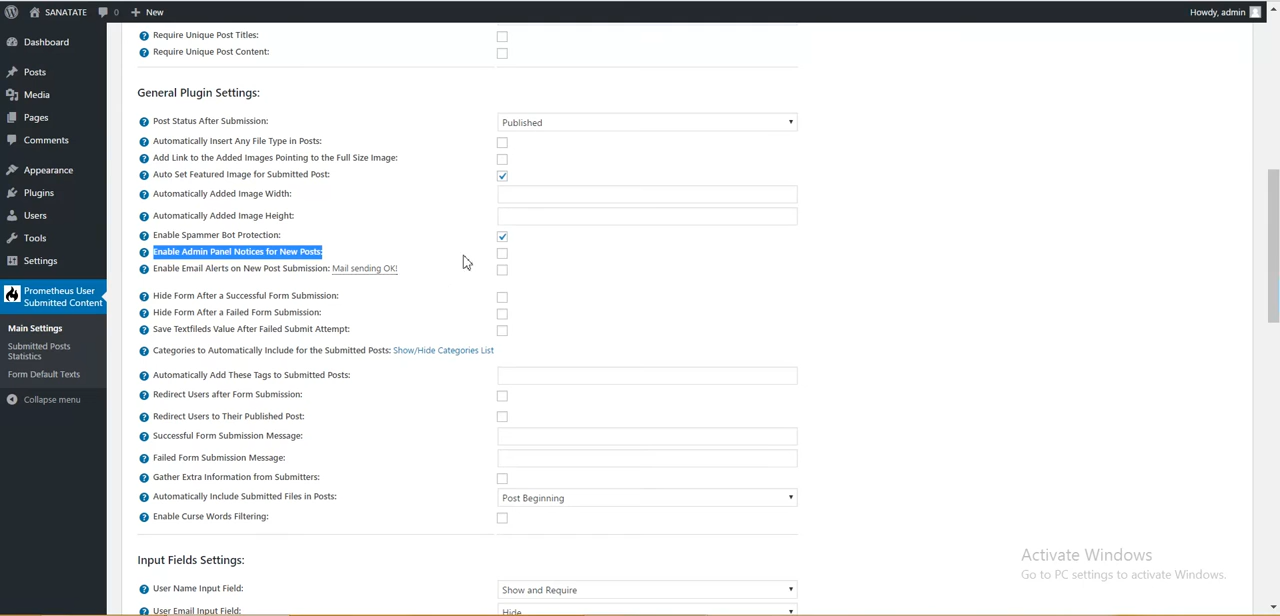 SANATATE 0 New Howdy, admin
Dashboard
Posts
Media
Pages
Comments
Appearance
Plugins
Users
Tools
Settings
Prometheus User
Submitted Content
Main Settings
Submitted Posts
Statistics
Form Default Texts
Collapse menu
Require Unique Post Titles:
Require Unique Post Content:
General Plugin Settings:
Post Status After Submission: Published
Automatically Insert Any File Type in Posts:
Add Link to the Added Images Pointing to the Full Size Image:
Auto Set Featured Image for Submitted Post:
Automatically Added Image Width:
Automatically Added Image Height:
Enable Spammer Bot Protection:
Enable Admin Panel Notices for New Posts:
Enable Email Alerts on New Post Submission: Mail sending OK!
Hide Form After a Successful Form Submission:
Hide Form After a Failed Form Submission:
Save Textfileds Value After Failed Submit Attempt:
Categories to Automatically Include for the Submitted Posts: Show/Hide Categories List
Automatically Add These Tags to Submitted Posts:
Redirect Users after Form Submission:
Redirect Users to Their Published Post:
Successful Form Submission Message:
Failed Form Submission Message:
Gather Extra Information from Submitters:
Automatically Include Submitted Files in Posts: Post Beginning
Enable Curse Words Filtering:
Input Fields Settings:
User Name Input Field: Show and Require
User Email Input Field: Hide
Activate Windows
Go to PC settings to activate Windows.